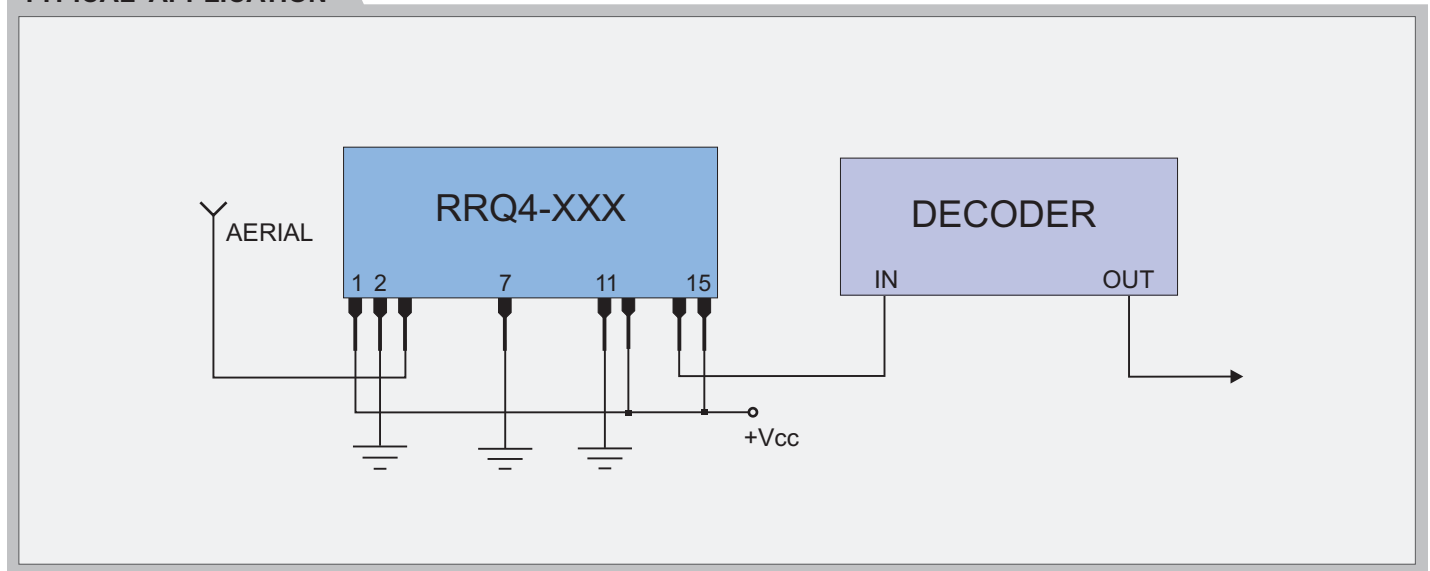 RRQ4-XXX
DECODER
AERIAL
1 2 7 11 15
IN OUT
+Vcc